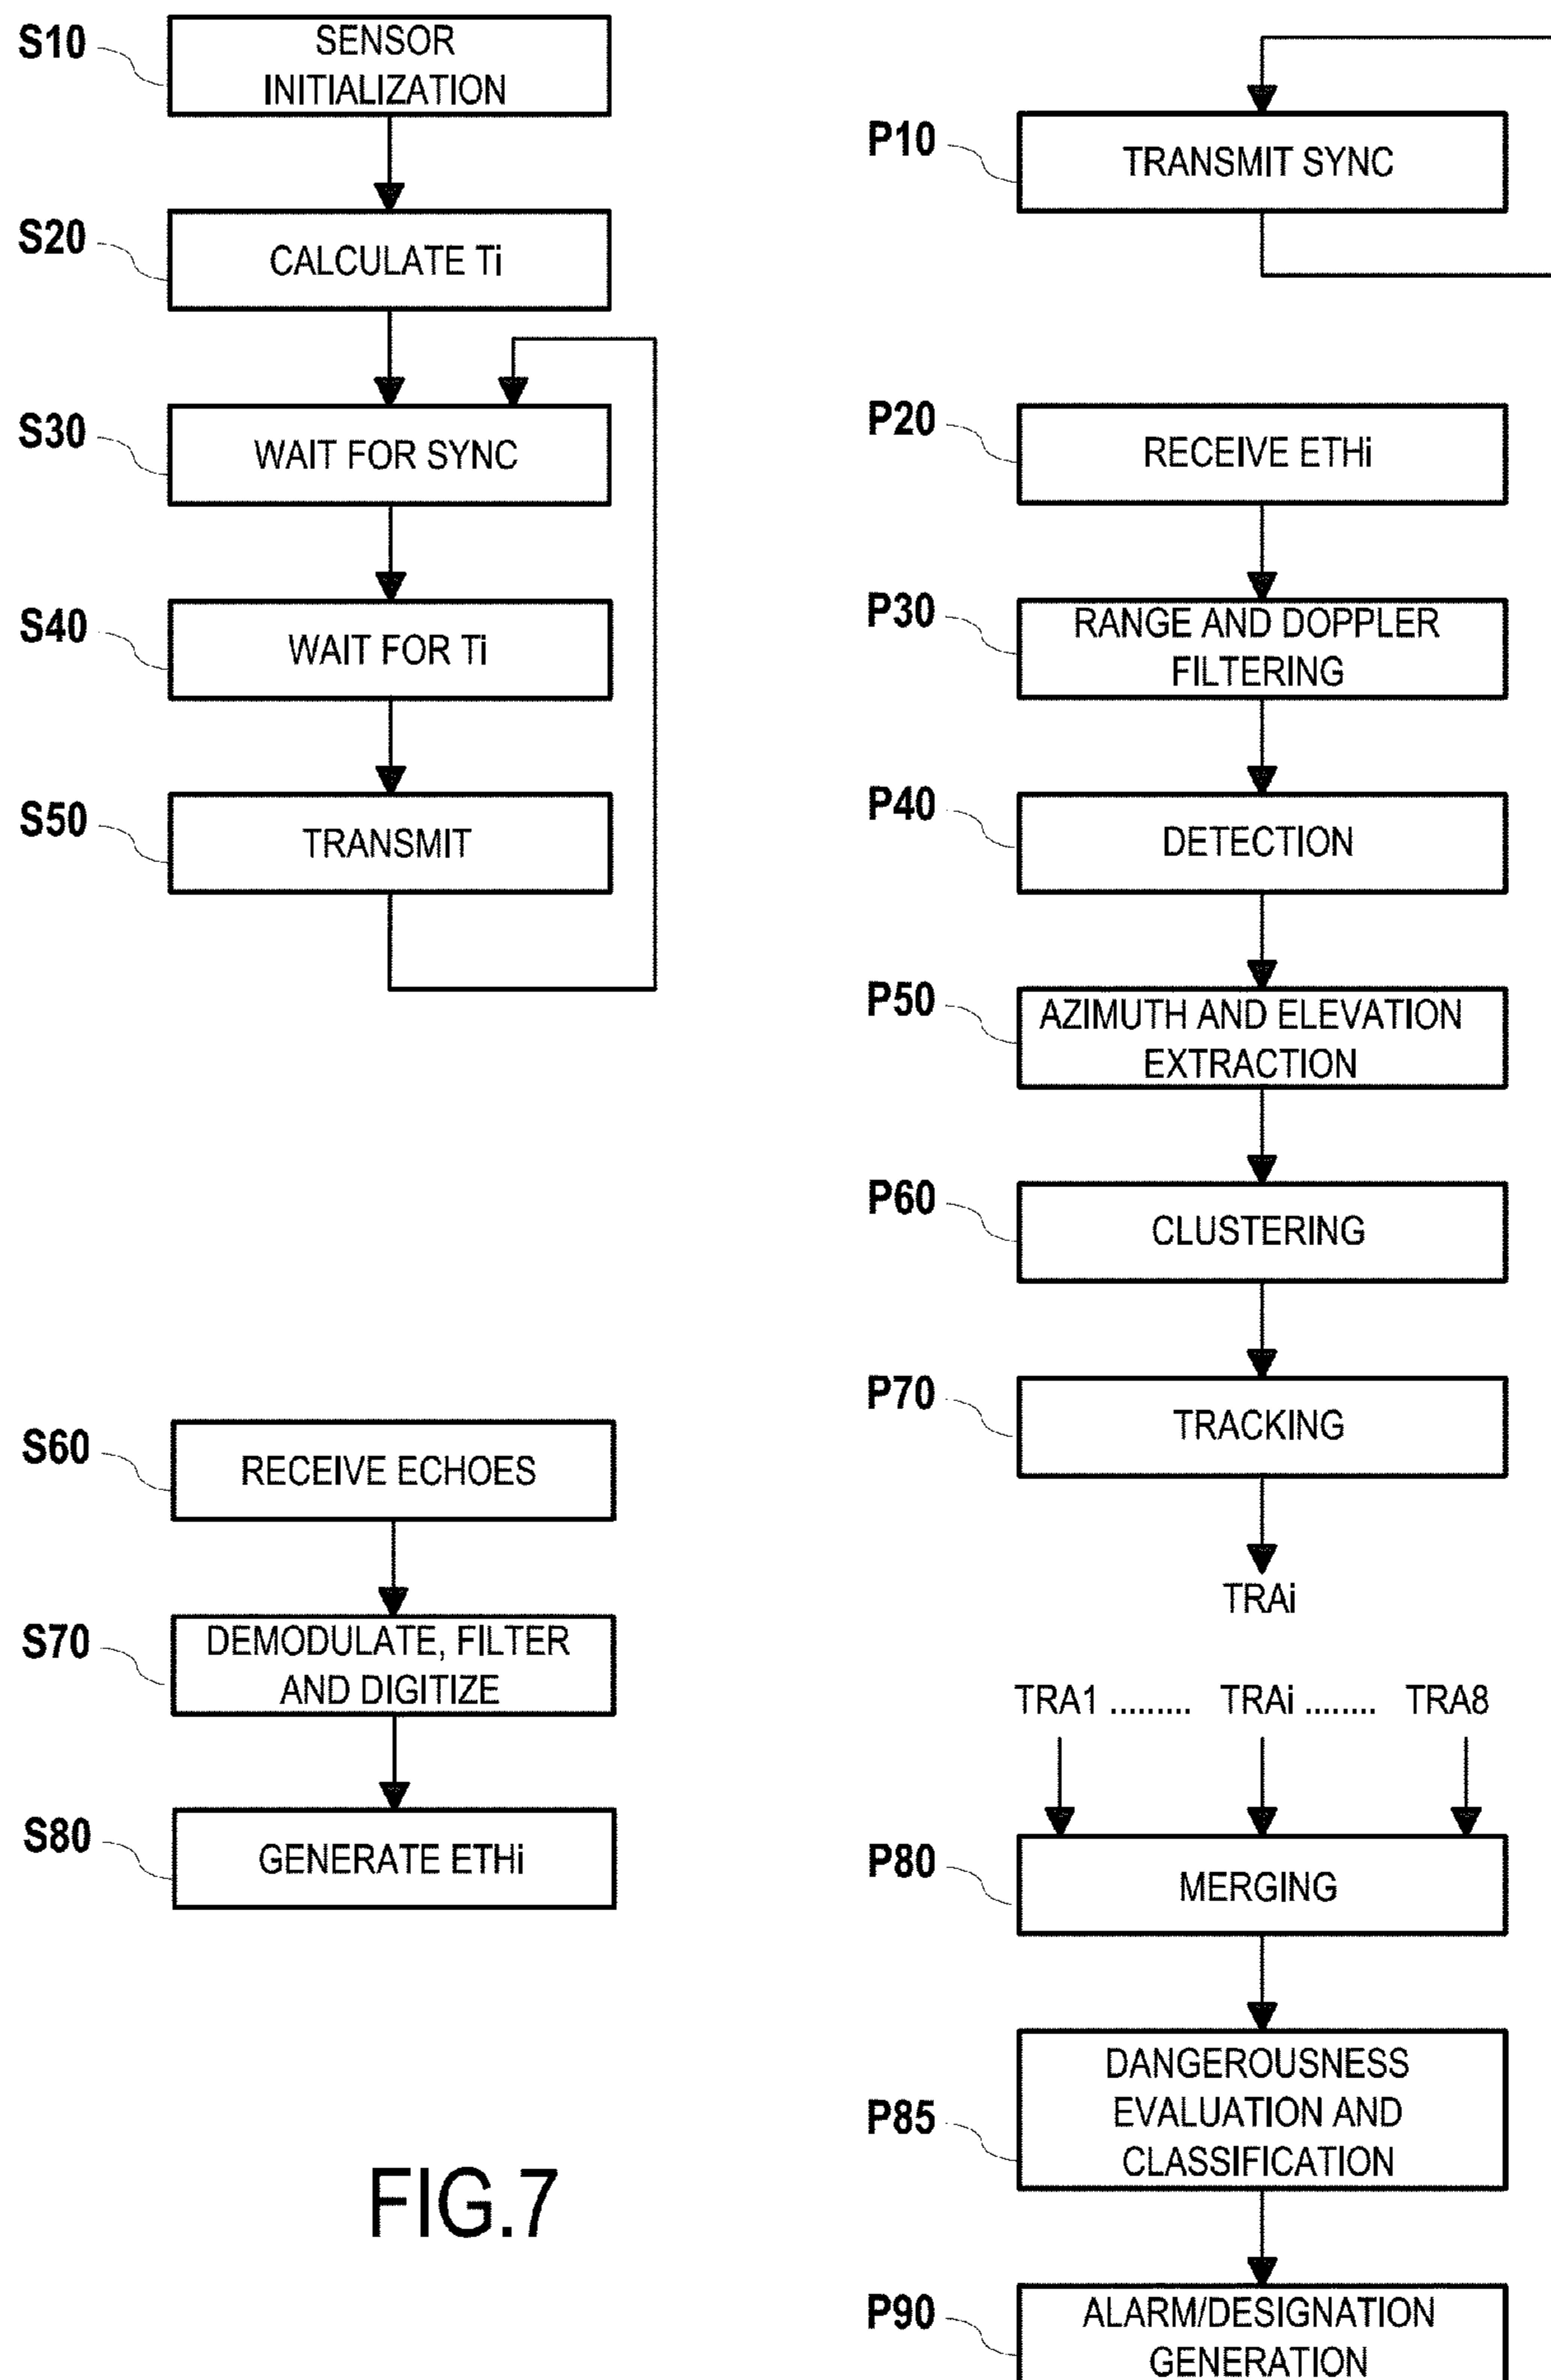 S10
SENSOR
INITIALIZATION
S20
CALCULATE Ti
S30
WAIT FOR SYNC
S40
WAIT FOR Ti
S50
TRANSMIT
S60
RECEIVE ECHOES
S70
DEMODULATE, FILTER
AND DIGITIZE
S80
GENERATE ETHi
FIG.7
P10
TRANSMIT SYNC
P20
RECEIVE ETHi
P30
RANGE AND DOPPLER
FILTERING
P40
DETECTION
P50
AZIMUTH AND ELEVATION
EXTRACTION
P60
CLUSTERING
P70
TRACKING
TRAi
TRA1 ......... TRAi ........ TRA8
P80
MERGING
P85
DANGEROUSNESS
EVALUATION AND
CLASSIFICATION
P90
ALARM/DESIGNATION
GENERATION